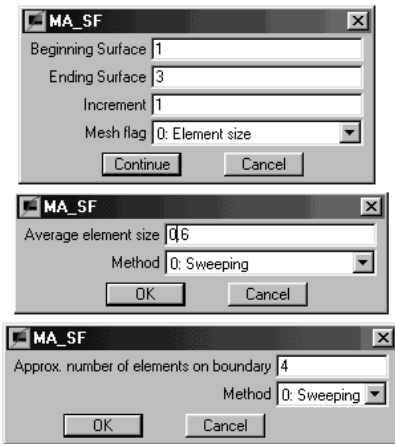 MA_SF
Beginning Surface 1
Ending Surface 3
Increment 1
Mesh flag 0: Element size
Continue Cancel
MA_SF
Average element size 0.6
Method 0: Sweeping
OK Cancel
MA_SF
Approx. number of elements on boundary 4
Method 0: Sweeping
OK Cancel